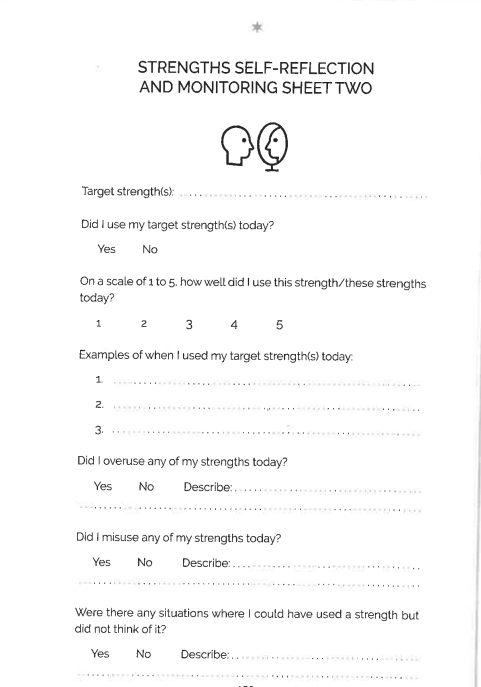 STRENGTHS SELF-REFLECTION
AND MONITORING SHEET TWO
Target strength(s):
Did I use my target strength(s) today?
Yes No
On a scale of 1 to 5, how well did I use this strength/these strengths
today?
1 2 3 4 5
Examples of when I used my target strength(s) today:
1.
2.
3.
Did I overuse any of my strengths today?
Yes No Describe:
Did I misuse any of my strengths today?
Yes No Describe:
Were there any situations where I could have used a strength but
did not think of it?
Yes No Describe: